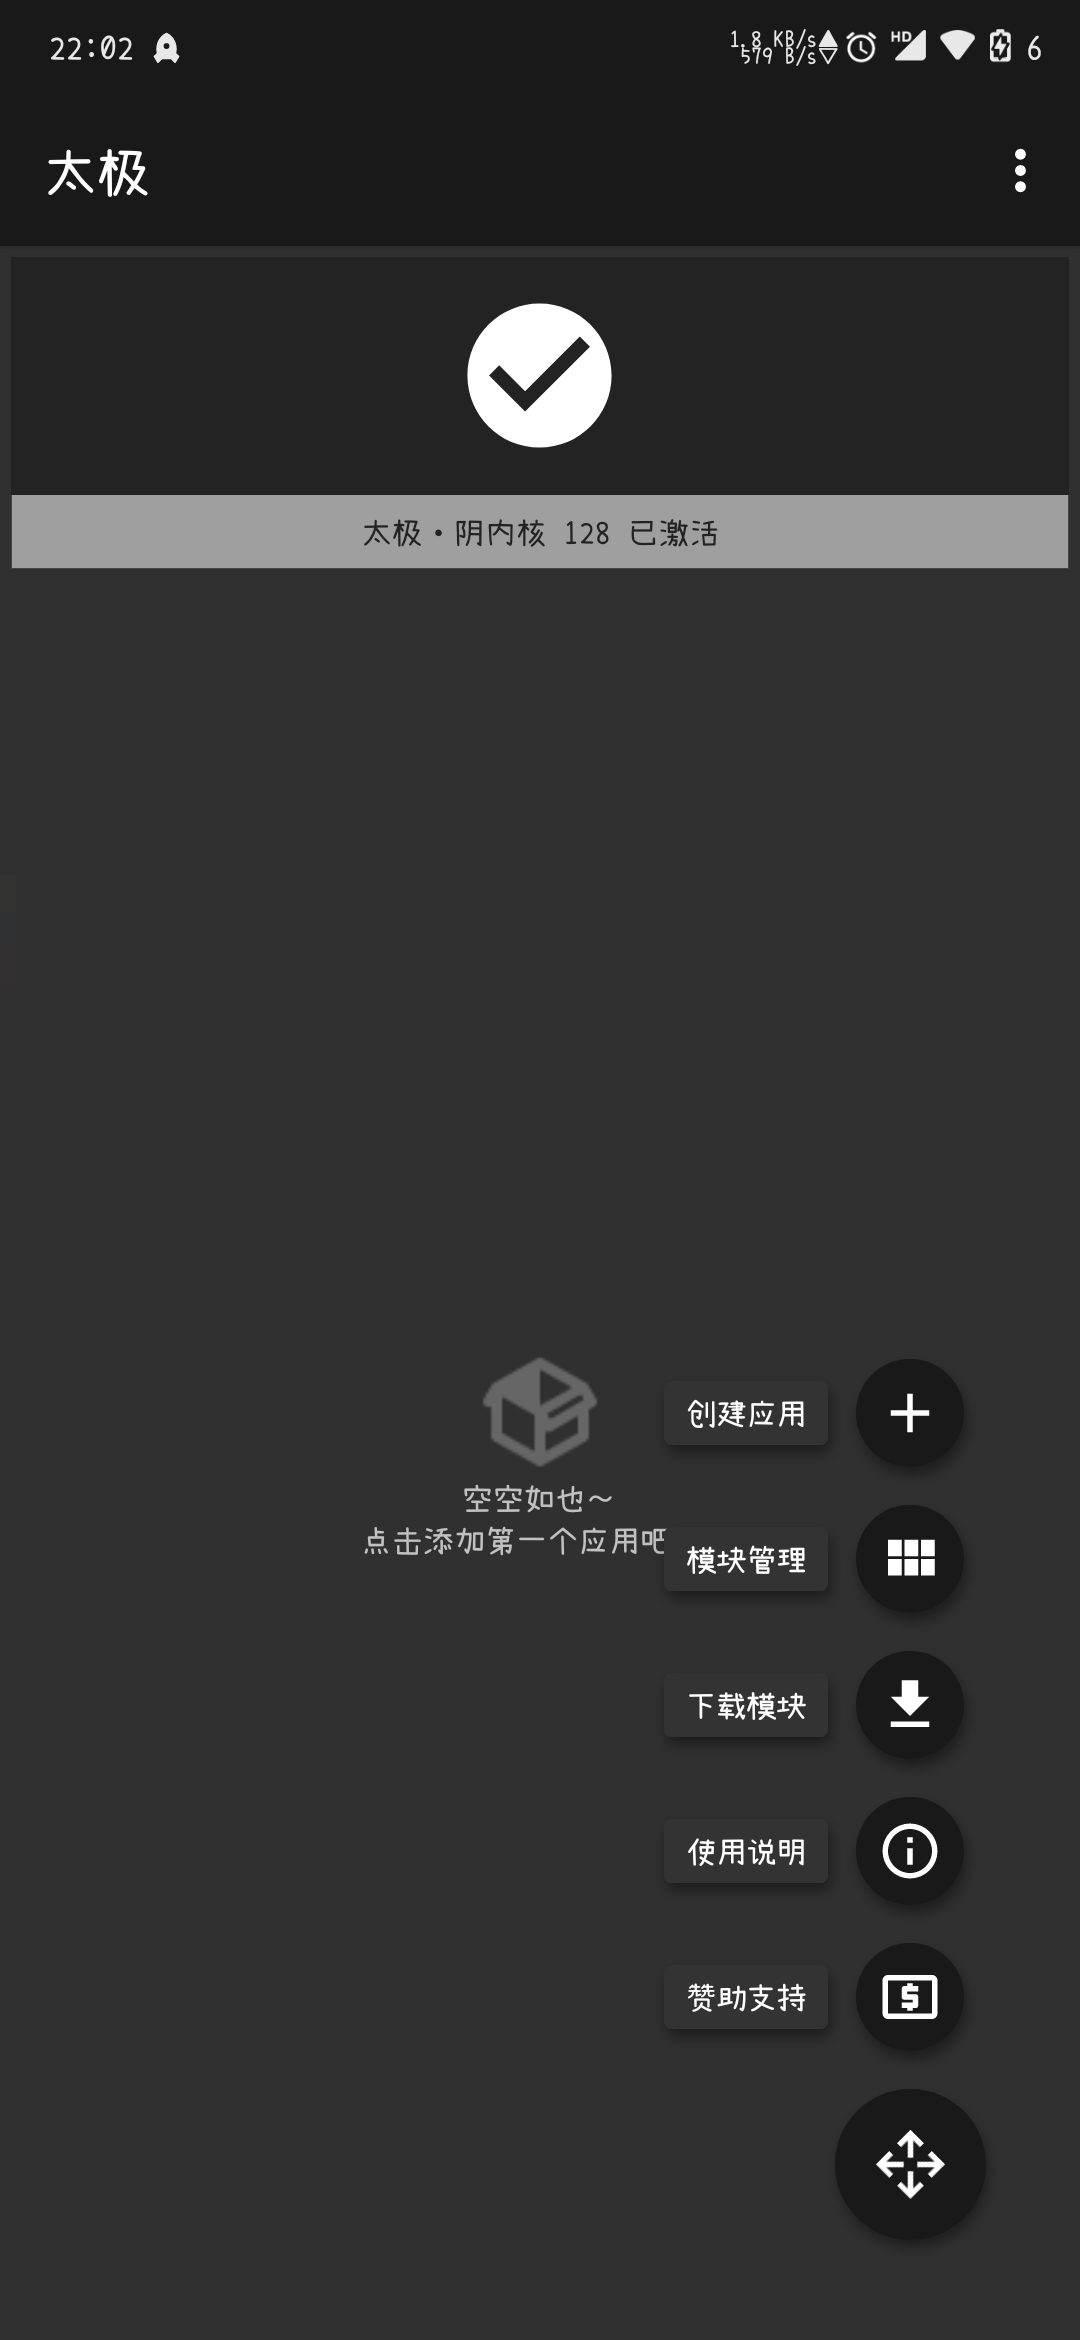 22:02
1.8 KB/s
579 B/s
HD
6
太极
太极·阴内核 128 已激活
空空如也~
点击添加第一个应用吧
创建应用
模块管理
下载模块
使用说明
赞助支持